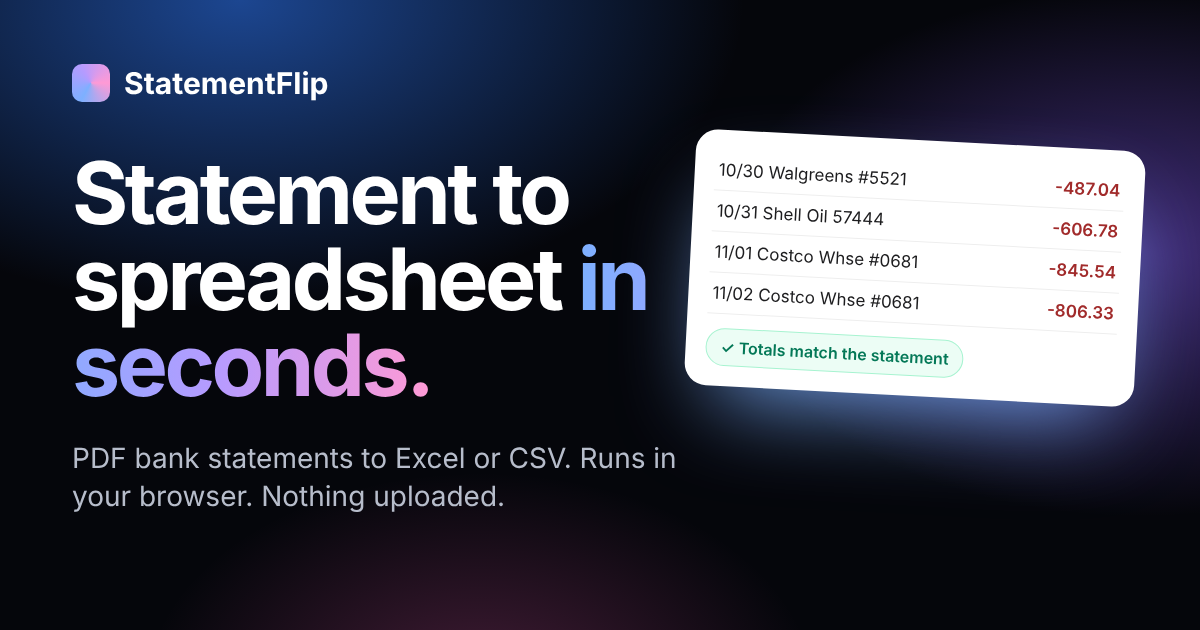 StatementFlip
Statement to
spreadsheet in
seconds.
PDF bank statements to Excel or CSV. Runs in
your browser. Nothing uploaded.
10/30 Walgreens #5521 -487.04
10/31 Shell Oil 57444 -606.78
11/01 Costco Whse #0681 -845.54
11/02 Costco Whse #0681 -806.33
✓ Totals match the statement